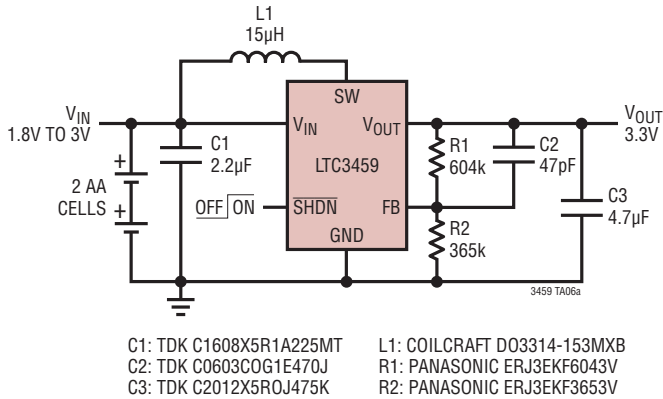 L1
15μH
SW
VIN
1.8V TO 3V
VIN
VOUT
VOUT
3.3V
C1
2.2μF
LTC3459
R1
604k
C2
47pF
2 AA
CELLS
+
+
OFF ON
SHDN
FB
C3
4.7μF
R2
365k
GND
3459 TA06a
C1: TDK C1608X5R1A225MT
C2: TDK C0603COG1E470J
C3: TDK C2012X5ROJ475K
L1: COILCRAFT DO3314-153MXB
R1: PANASONIC ERJ3EKF6043V
R2: PANASONIC ERJ3EKF3653V